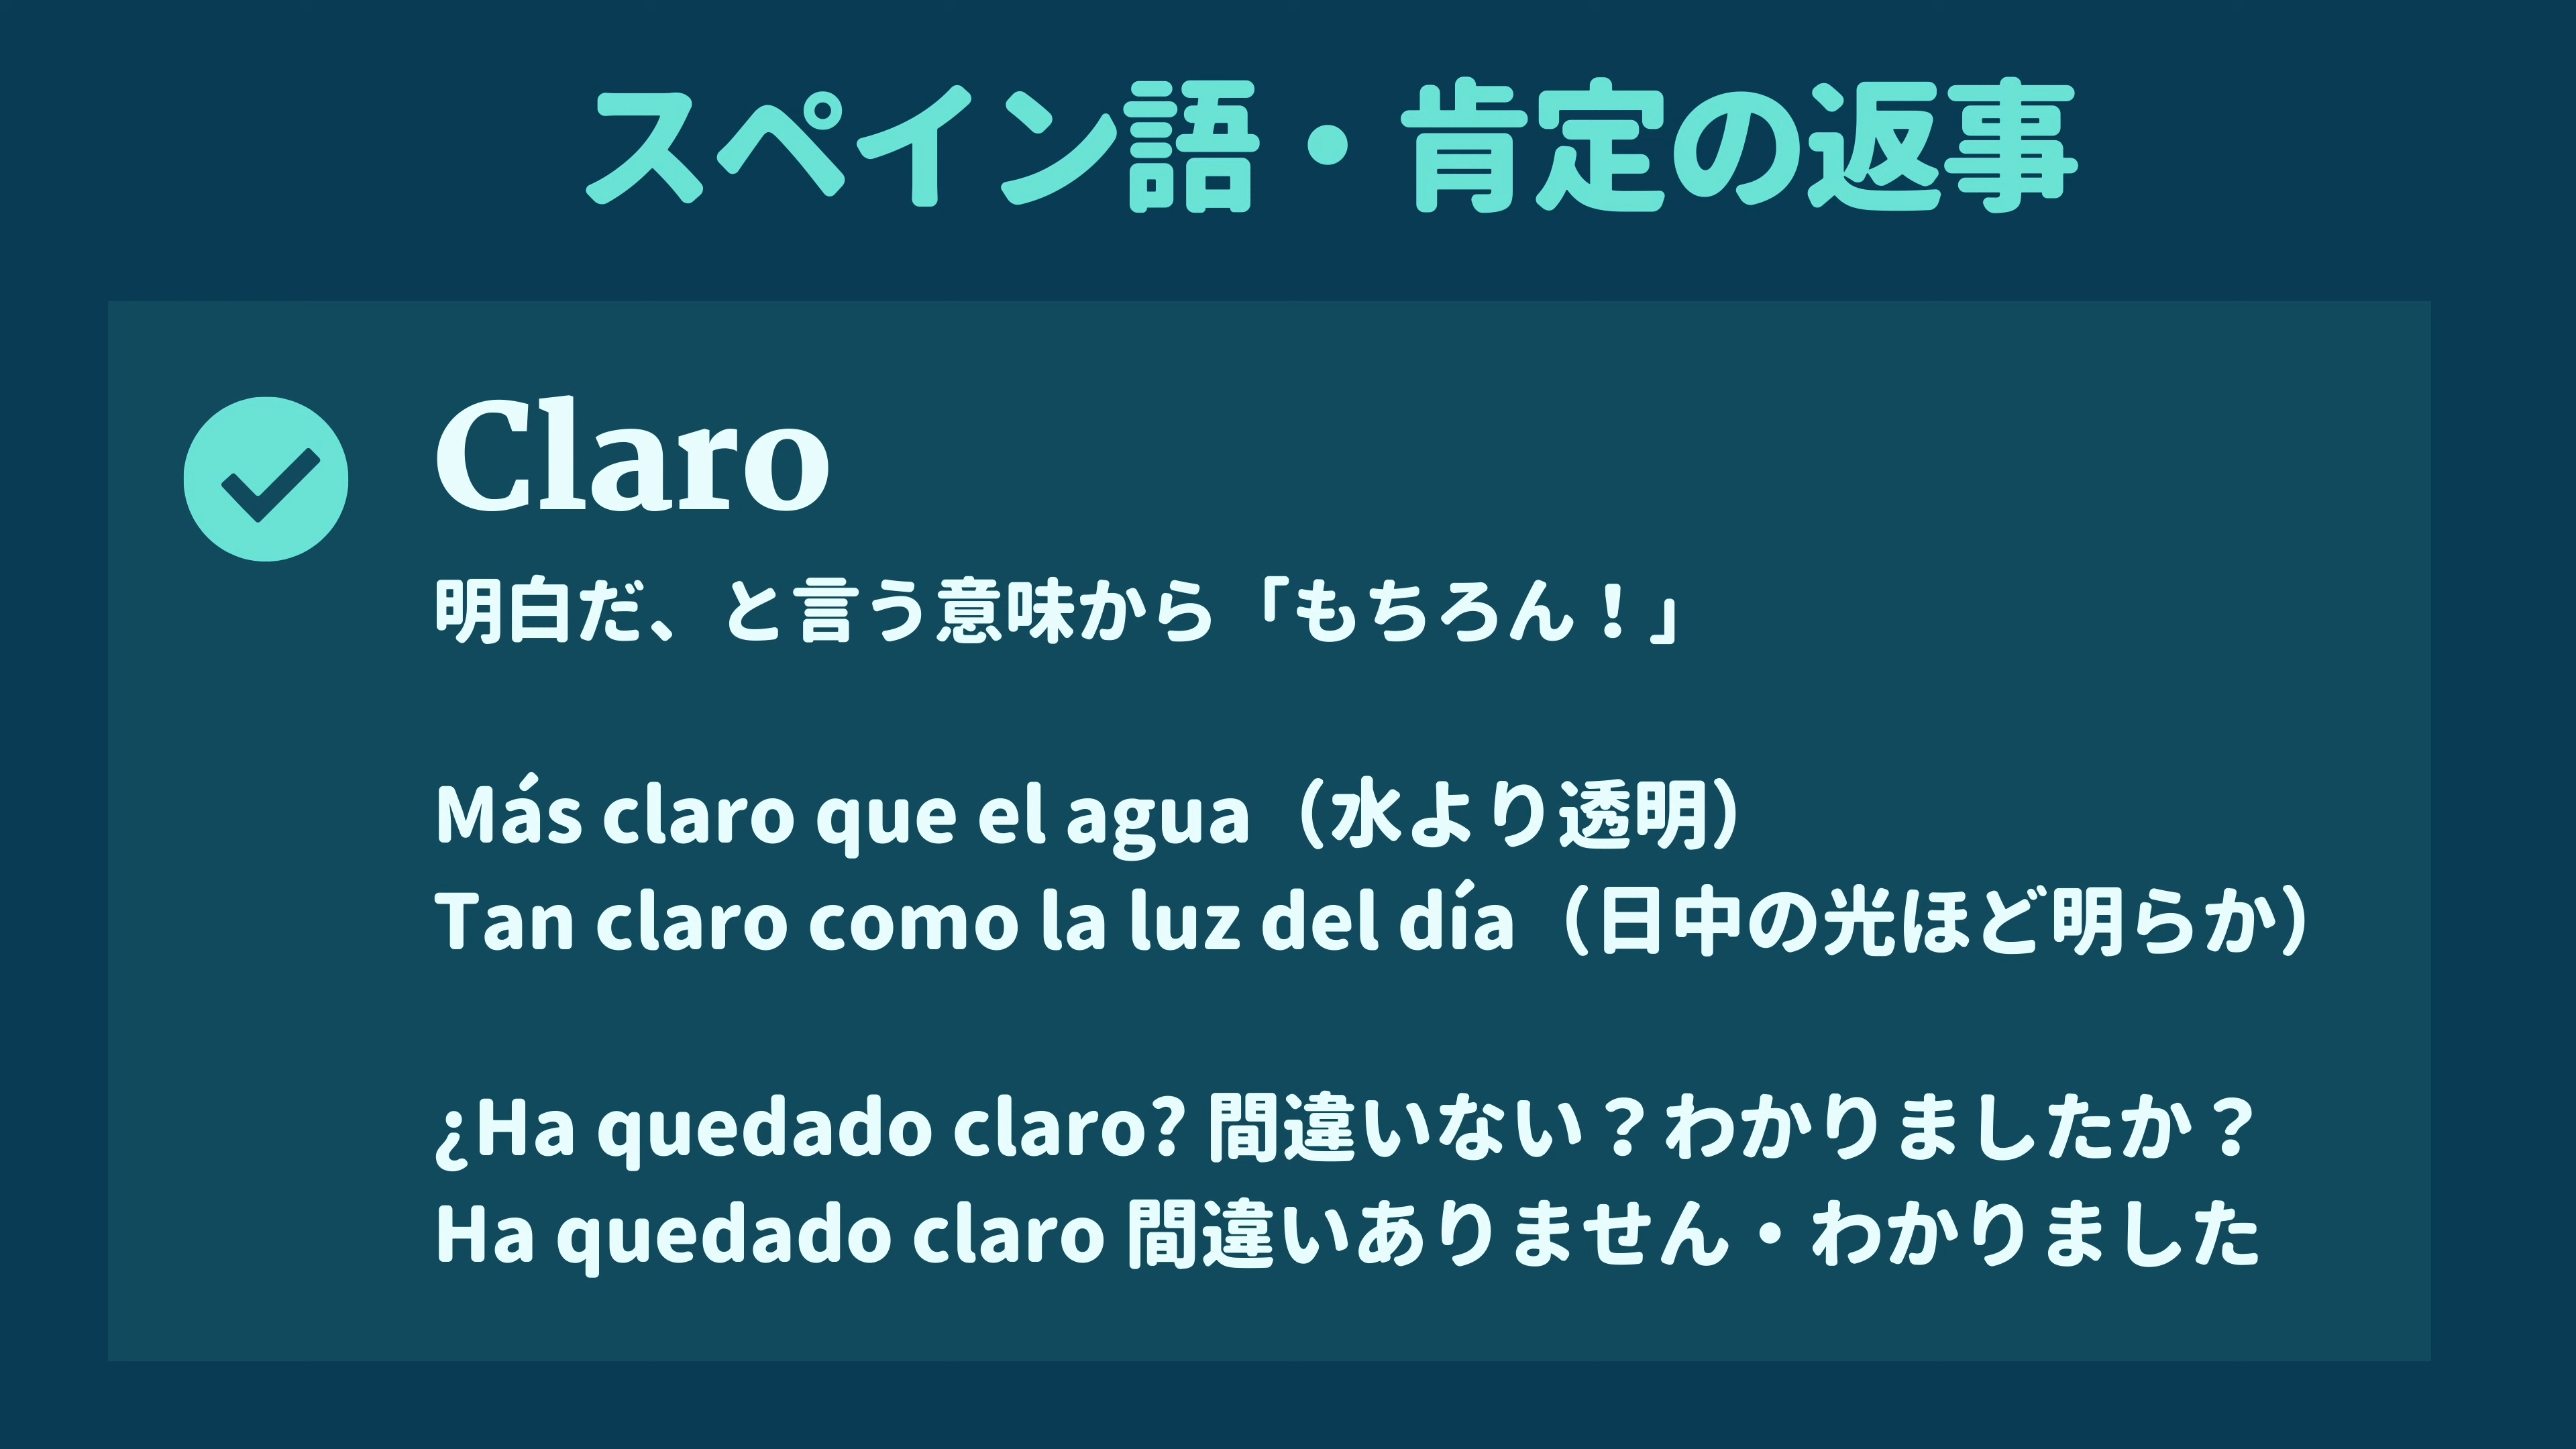 スペイン語・肯定の返事
Claro
明白だ、と言う意味から「もちろん！」
Más claro que el agua（水より透明）
Tan claro como la luz del día（日中の光ほど明らか）
¿Ha quedado claro? 間違いない？わかりましたか？
Ha quedado claro 間違いありません・わかりました